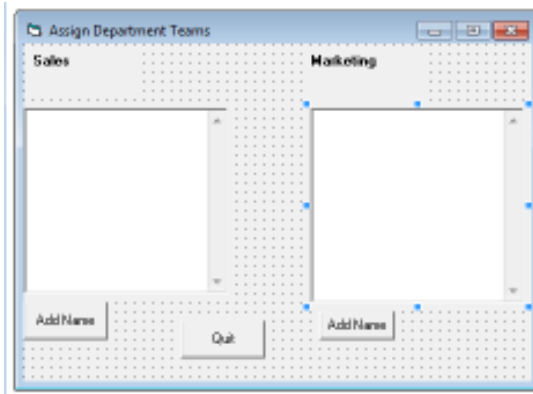 Assign Department Teams
Sales
Marketing
Add Name
Quit
Add Name